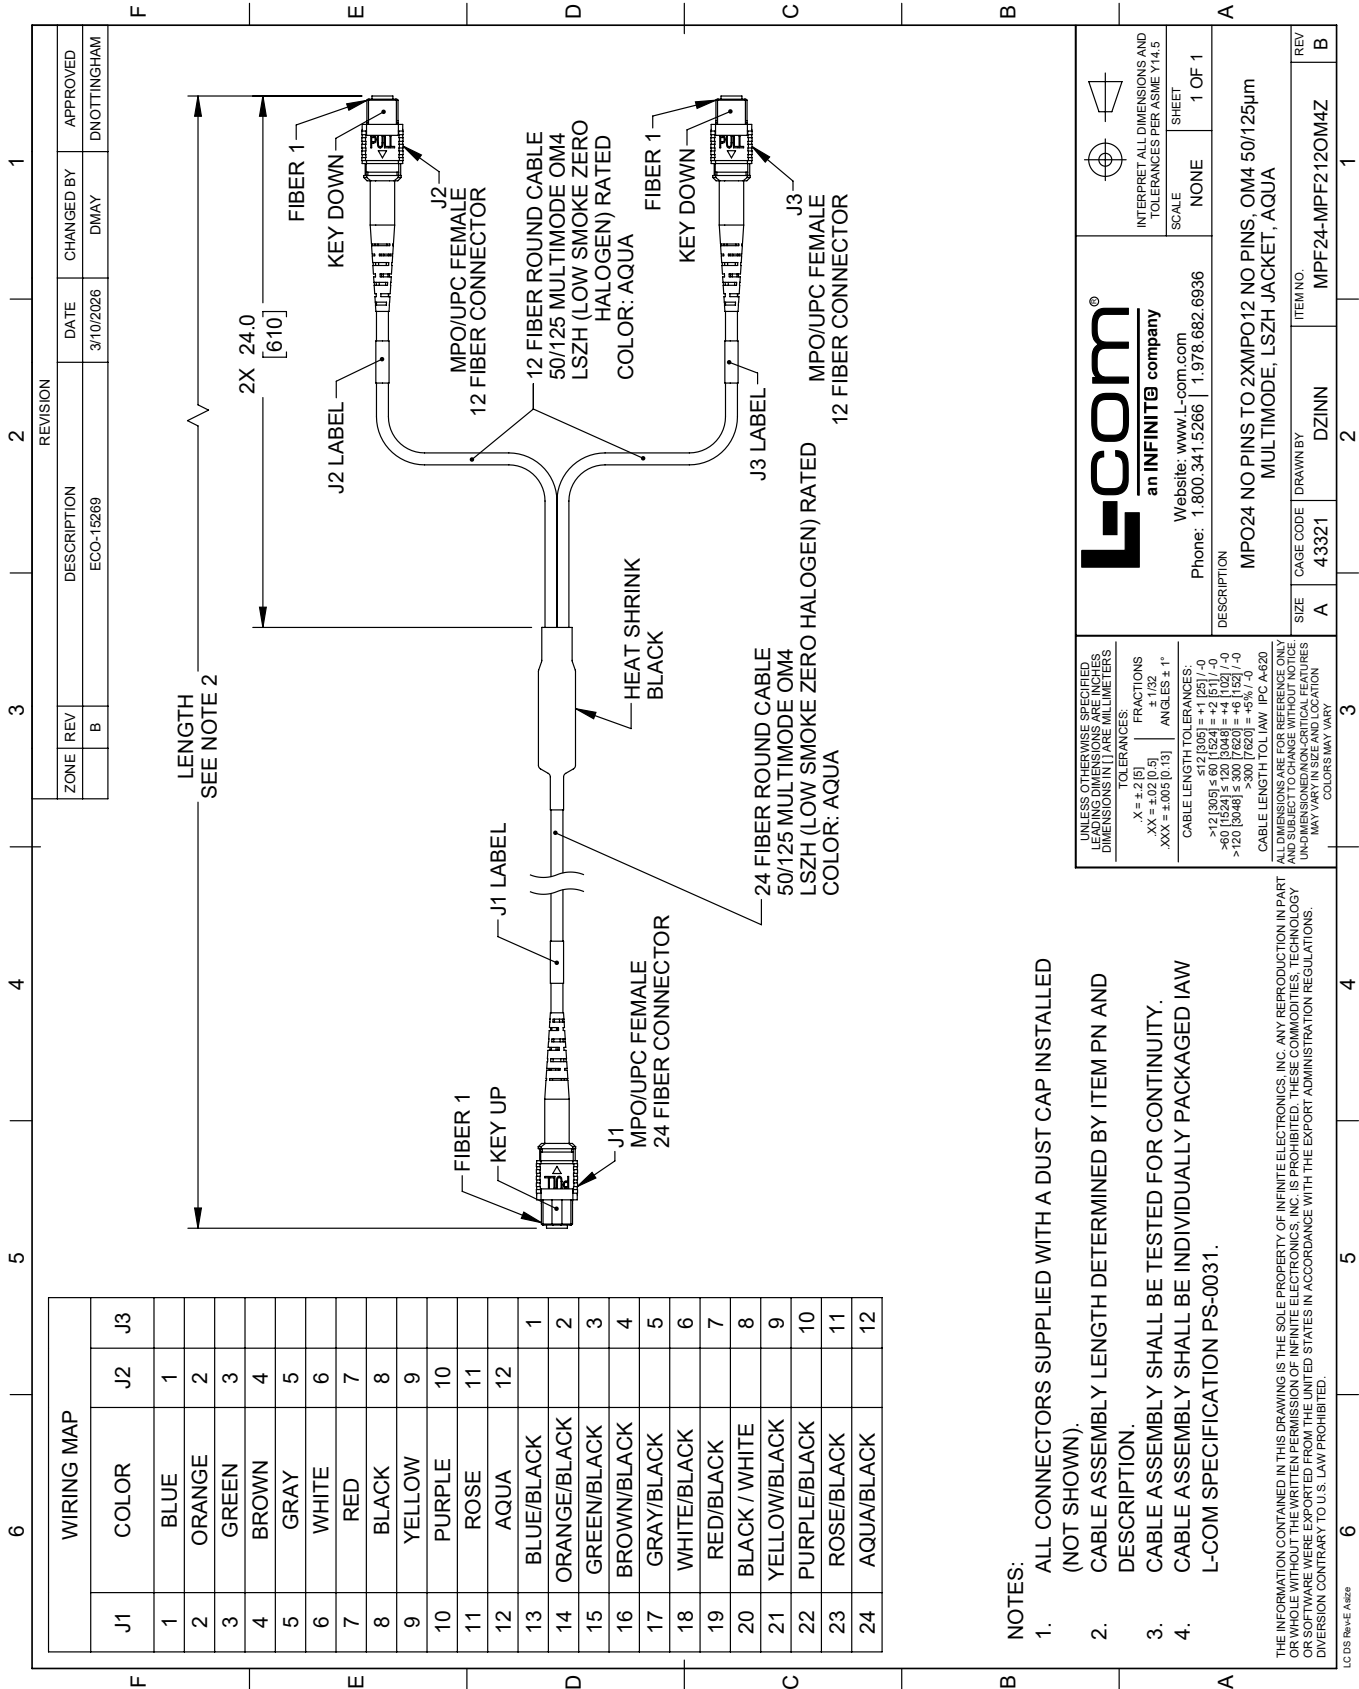 6 5 4 3 2 1
F
E
D
C
B
A
REVISION
ZONE REV DESCRIPTION DATE CHANGED BY APPROVED
B ECO-15269 3/10/2026 DMAY DNOTTINGHAM
WIRING MAP
J1 COLOR J2 J3
1 BLUE 1
2 ORANGE 2
3 GREEN 3
4 BROWN 4
5 GRAY 5
6 WHITE 6
7 RED 7
8 BLACK 8
9 YELLOW 9
10 PURPLE 10
11 ROSE 11
12 AQUA 12
13 BLUE/BLACK 1
14 ORANGE/BLACK 2
15 GREEN/BLACK 3
16 BROWN/BLACK 4
17 GRAY/BLACK 5
18 WHITE/BLACK 6
19 RED/BLACK 7
20 BLACK / WHITE 8
21 YELLOW/BLACK 9
22 PURPLE/BLACK 10
23 ROSE/BLACK 11
24 AQUA/BLACK 12
LENGTH
SEE NOTE 2
2X 24.0
[610]
FIBER 1
KEY UP
PULL
J1
MPO/UPC FEMALE
24 FIBER CONNECTOR
J1 LABEL
24 FIBER ROUND CABLE
50/125 MULTIMODE OM4
LSZH (LOW SMOKE ZERO HALOGEN) RATED
COLOR: AQUA
HEAT SHRINK
BLACK
J2 LABEL
FIBER 1
KEY DOWN
PULL
J2
MPO/UPC FEMALE
12 FIBER CONNECTOR
12 FIBER ROUND CABLE
50/125 MULTIMODE OM4
LSZH (LOW SMOKE ZERO
HALOGEN) RATED
COLOR: AQUA
FIBER 1
KEY DOWN
PULL
J3 LABEL
J3
MPO/UPC FEMALE
12 FIBER CONNECTOR
NOTES:
1. ALL CONNECTORS SUPPLIED WITH A DUST CAP INSTALLED
(NOT SHOWN).
2. CABLE ASSEMBLY LENGTH DETERMINED BY ITEM PN AND
DESCRIPTION.
3. CABLE ASSEMBLY SHALL BE TESTED FOR CONTINUITY.
4. CABLE ASSEMBLY SHALL BE INDIVIDUALLY PACKAGED IAW
L-COM SPECIFICATION PS-0031.
THE INFORMATION CONTAINED IN THIS DRAWING IS THE SOLE PROPERTY OF INFINITE ELECTRONICS, INC. ANY REPRODUCTION IN PART
OR WHOLE WITHOUT THE WRITTEN PERMISSION OF INFINITE ELECTRONICS, INC. IS PROHIBITED. THESE COMMODITIES, TECHNOLOGY
OR SOFTWARE WERE EXPORTED FROM THE UNITED STATES IN ACCORDANCE WITH THE EXPORT ADMINISTRATION REGULATIONS.
DIVERSION CONTRARY TO U.S. LAW PROHIBITED.
UNLESS OTHERWISE SPECIFIED
LEADING DIMENSIONS ARE INCHES
DIMENSIONS IN [ ] ARE MILLIMETERS
TOLERANCES:
.X = ±.2 [5] FRACTIONS
.XX = ±.02 [0.5] ± 1/32
.XXX = ±.005 [0.13] ANGLES ± 1°
CABLE LENGTH TOLERANCES:
≤12 [305] = +1 [25] / -0
>12 [305] ≤ 60 [1524] = +2 [51] / -0
>60 [1524] ≤ 120 [3048] = +4 [102] / -0
>120 [3048] ≤ 300 [7620] = +6 [152] / -0
>300 [7620] = +5% / -0
CABLE LENGTH TOL IAW IPC A-620
ALL DIMENSIONS ARE FOR REFERENCE ONLY
AND SUBJECT TO CHANGE WITHOUT NOTICE.
UN-DIMENSIONED/NON-CRITICAL FEATURES
MAY VARY IN SIZE AND LOCATION
COLORS MAY VARY
L-com®
an INFINIT@ company
Website: www.L-com.com
Phone: 1.800.341.5266 | 1.978.682.6936
INTERPRET ALL DIMENSIONS AND
TOLERANCES PER ASME Y14.5
SCALE NONE
SHEET 1 OF 1
DESCRIPTION
MPO24 NO PINS TO 2XMPO12 NO PINS, OM4 50/125µm
MULTIMODE, LSZH JACKET, AQUA
SIZE CAGE CODE DRAWN BY ITEM NO. REV
A 43321 DZINN MPF24-MPF212OM4Z B
F
E
D
C
B
A
LC DS Rev-E Asize
6 5 4 3 2 1